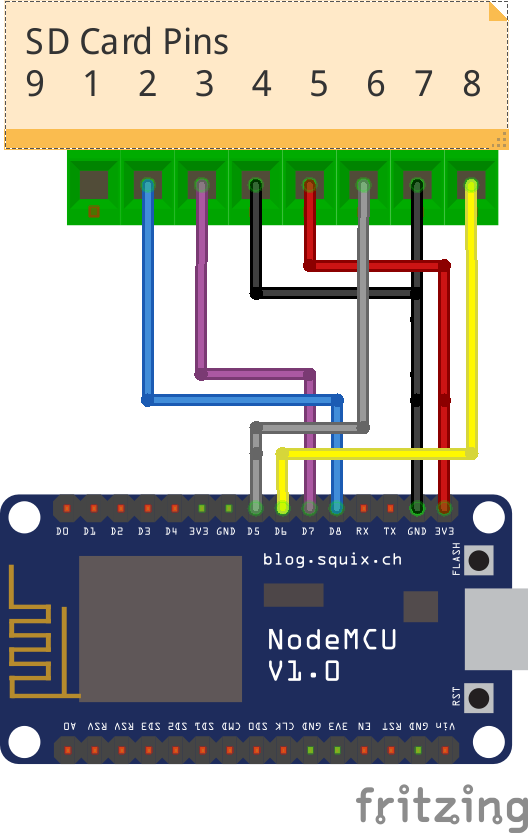 SD Card Pins
9 1 2 3 4 5 6 7 8
D0 D1 D2 D3 D4 3V3 GND D5 D6 D7 D8 RX TX GND 3V3
FLASH
blog.squix.ch
NodeMCU
V1.0
RST
A0 RSV RSV SD3 SD2 SD1 CMD SD0 CLK GND 3V3 EN RST GND Vin
fritzing